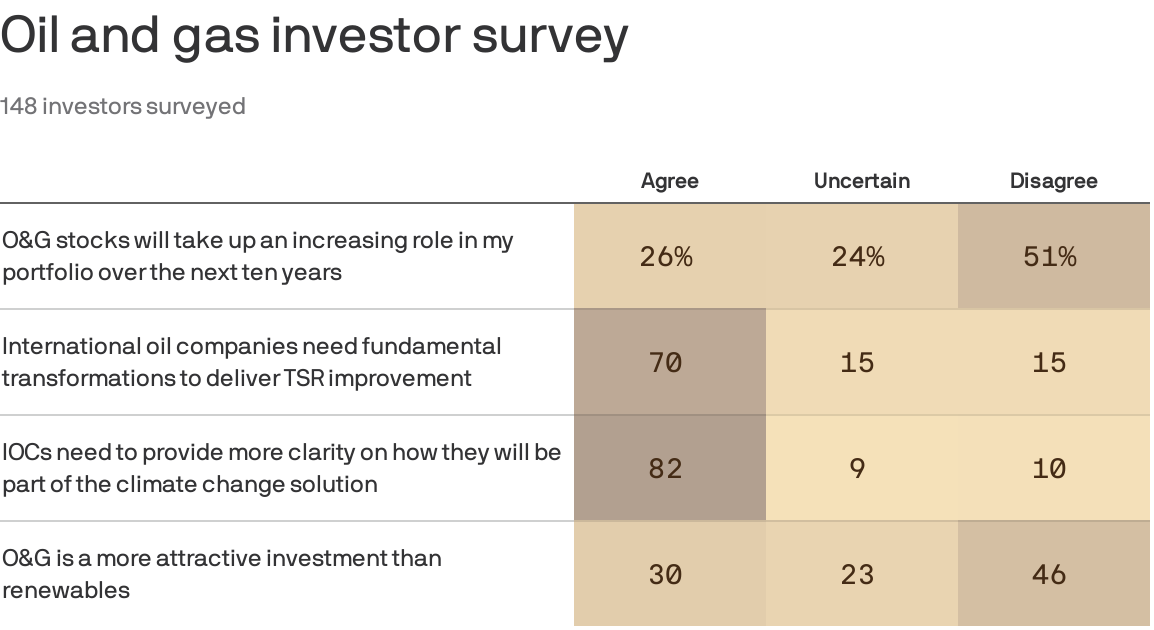 Oil and gas investor survey
148 investors surveyed
Agree Uncertain Disagree
O&G stocks will take up an increasing role in my
portfolio over the next ten years
26% 24% 51%
International oil companies need fundamental
transformations to deliver TSR improvement
70 15 15
IOCs need to provide more clarity on how they will be
part of the climate change solution
82 9 10
O&G is a more attractive investment than
renewables
30 23 46